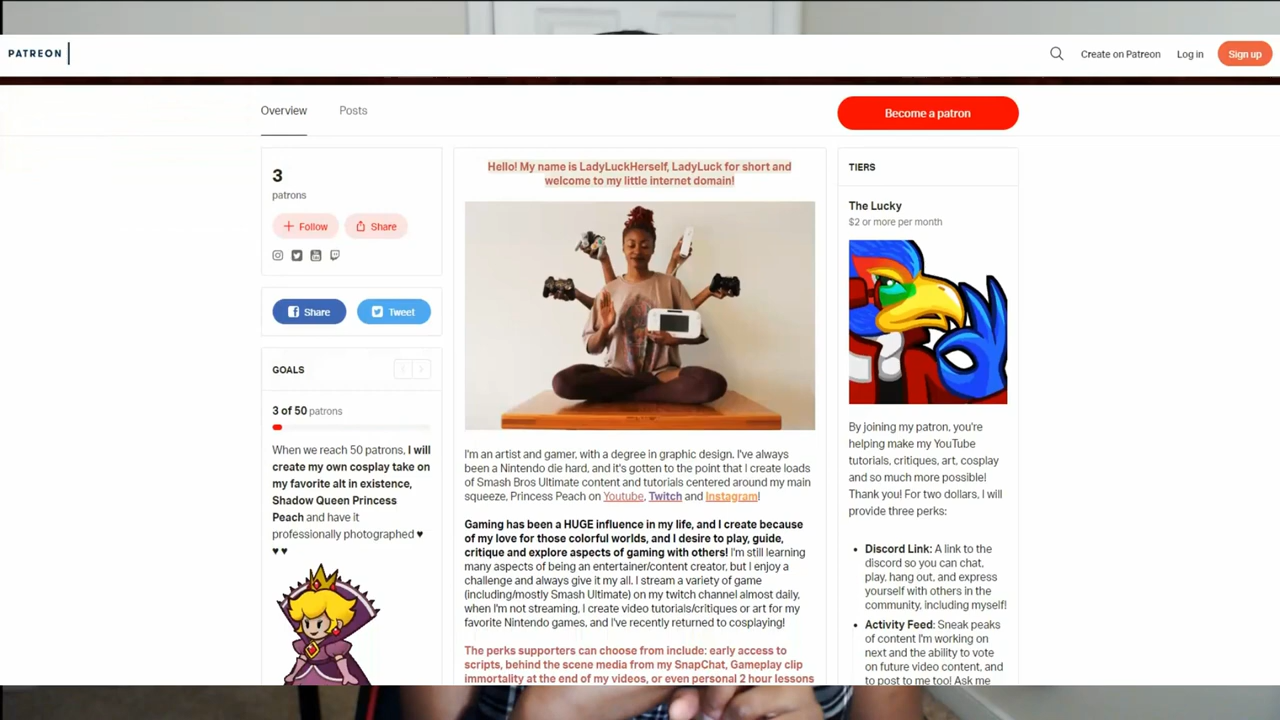 PATREON
Create on Patreon
Log in
Sign up
Overview
Posts
Become a patron
3
patrons
Follow
Share
Share
Tweet
GOALS
3 of 50 patrons
When we reach 50 patrons, I will
create my own cosplay take on
my favorite alt in existence,
Shadow Queen Princess
Peach and have it
professionally photographed ♥
♥ ♥
Hello! My name is LadyLuckHerself, LadyLuck for short and
welcome to my little internet domain!
I'm an artist and gamer, with a degree in graphic design. I've always
been a Nintendo die hard, and it's gotten to the point that I create loads
of Smash Bros Ultimate content and tutorials centered around my main
squeeze, Princess Peach on Youtube, Twitch and Instagram!
Gaming has been a HUGE influence in my life, and I create because
of my love for those colorful worlds, and I desire to play, guide,
critique and explore aspects of gaming with others! I'm still learning
many aspects of being an entertainer/content creator, but I enjoy a
challenge and always give it my all. I stream a variety of game
(including/mostly Smash Ultimate) on my twitch channel almost daily,
when I'm not streaming, I create video tutorials/critiques or art for my
favorite Nintendo games, and I've recently returned to cosplaying!
The perks supporters can choose from include: early access to
scripts, behind the scene media from my SnapChat, Gameplay clip
immortality at the end of my videos, or even personal 2 hour lessons
TIERS
The Lucky
$2 or more per month
By joining my patron, you're
helping make my YouTube
tutorials, critiques, art, cosplay
and so much more possible!
Thank you! For two dollars, I will
provide three perks:
• Discord Link: A link to the
discord so you can chat,
play, hang out, and express
yourself with others in the
community, including myself!
• Activity Feed: Sneak peaks
of content I'm working on
next and the ability to vote
on future video content, and
to post to me too! Ask me